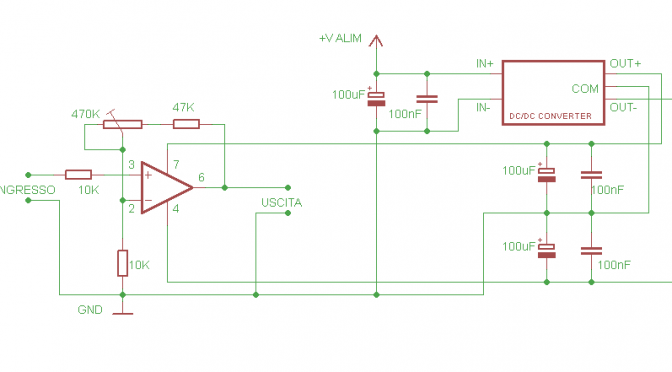 +V ALIM
IN+
OUT+
COM
100uF
+
100nF
IN-
OUT-
DC/DC CONVERTER
470K
47K
3
7
6
+
10K
NGRESSO
2
-
4
USCITA
100uF
+
100nF
10K
100uF
+
100nF
GND